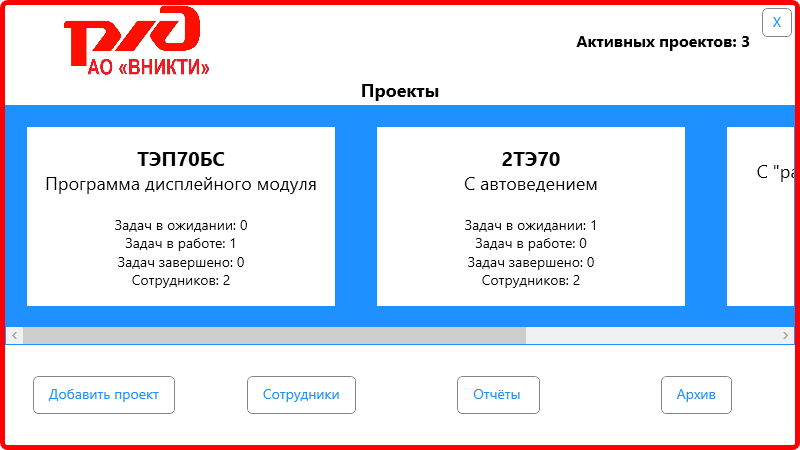 РЖД
АО «ВНИКТИ»
Активных проектов: 3
X
Проекты
ТЭП70БС
Программа дисплейного модуля
Задач в ожидании: 0
Задач в работе: 1
Задач завершено: 0
Сотрудников: 2
2ТЭ70
С автоведением
Задач в ожидании: 1
Задач в работе: 0
Задач завершено: 0
Сотрудников: 2
С "ра
Добавить проект
Сотрудники
Отчёты
Архив